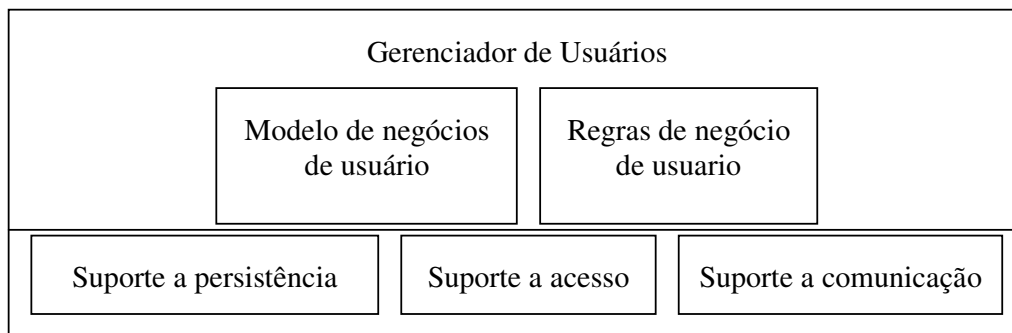 Gerenciador de Usuários
Modelo de negócios
de usuário
Regras de negócio
de usuario
Suporte a persistência
Suporte a acesso
Suporte a comunicação